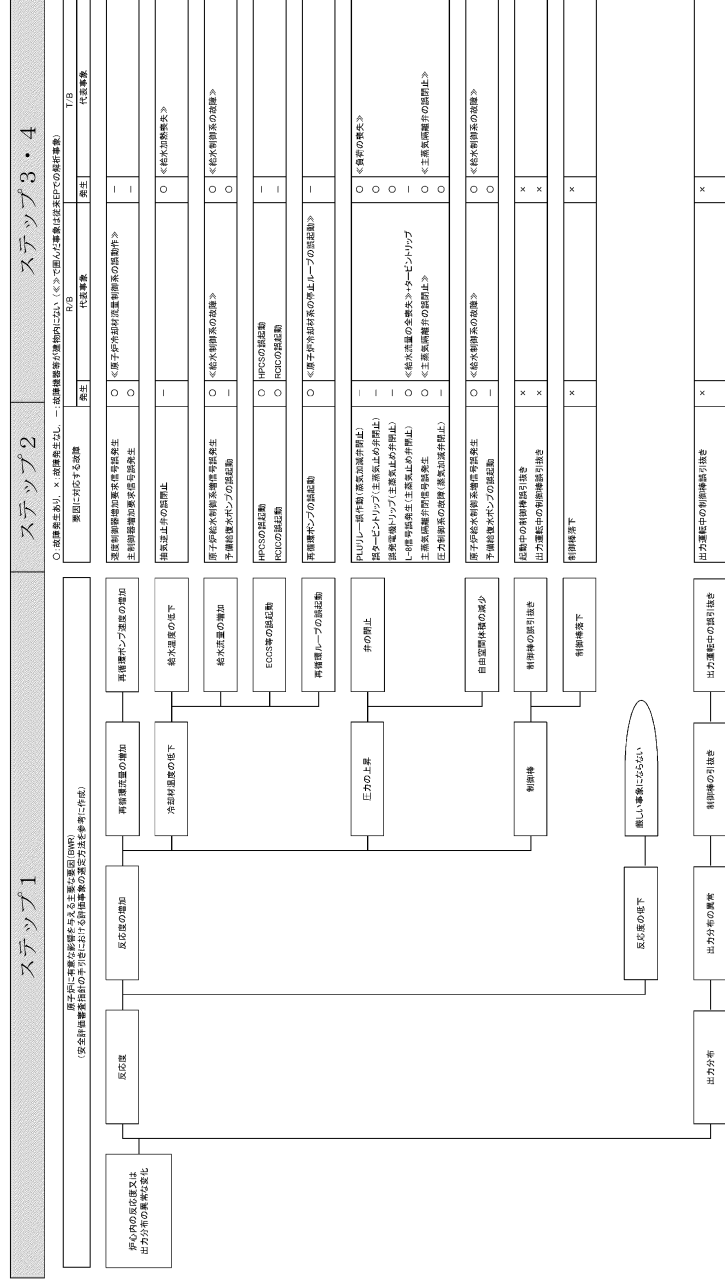 ステップ1
ステップ2
ステップ3・4
○:故障発生あり、×:故障発生なし、-:故障機器等が建物内にない(≪≫で囲んだ事象は従来EPでの解析事象)
原子炉に有意な影響を与える主要な要因(BWR)
(安全評価審査指針の手引きにおける評価事象の選定方法を参考に作成)
要因に対応する故障
R/B
T/B
発生
代表事象
発生
代表事象
炉心内の反応度又は
出力分布の異常な変化
反応度
反応度の増加
再循環流量の増加
再循環ポンプ速度の増加
速度制御器増加要求信号誤発生 ○ ≪原子炉冷却材流量制御系の誤動作≫ -
主制御器増加要求信号誤発生 ○ -
冷却材温度の低下
給水温度の低下
抽気逆止弁の誤閉止 - ○ ≪給水加熱喪失≫
給水流量の増加
原子炉給水制御系増信号誤発生 ○ ≪給水制御系の故障≫ ○ ≪給水制御系の故障≫
予備給復水ポンプの誤起動 - ○
ECCS等の誤起動
HPCSの誤起動 ○ HPCSの誤起動 -
RCICの誤起動 ○ RCICの誤起動 -
再循環ループの誤起動
再循環ポンプの誤起動 ○ ≪原子炉冷却材系の停止ループの誤起動≫ -
圧力の上昇
弁の閉止
PLUリレー誤作動(蒸気加減弁閉止) - ○ ≪負荷の喪失≫
誤タービントリップ(主蒸気止め弁閉止) - ○
誤発電機トリップ(主蒸気止め弁閉止) - ○
L-8信号誤発生(主蒸気止め弁閉止) ○ ≪給水流量の全喪失≫+タービントリップ -
主蒸気隔離弁閉信号誤発生 ○ ≪主蒸気隔離弁の誤閉止≫ ○ ≪主蒸気隔離弁の誤閉止≫
圧力制御系の故障(蒸気加減弁閉止) - ○
自由空間体積の減少
原子炉給水制御系増信号誤発生 ○ ≪給水制御系の故障≫ ○ ≪給水制御系の故障≫
予備給復水ポンプの誤起動 - ○
制御棒
制御棒の誤引抜き
起動中の制御棒誤引抜き × ×
出力運転中の制御棒誤引抜き × ×
制御棒落下
制御棒落下 × ×
反応度の低下
厳しい事象にならない
出力分布
出力分布の異常
制御棒の引抜き
出力運転中の誤引抜き
出力運転中の制御棒誤引抜き × ×